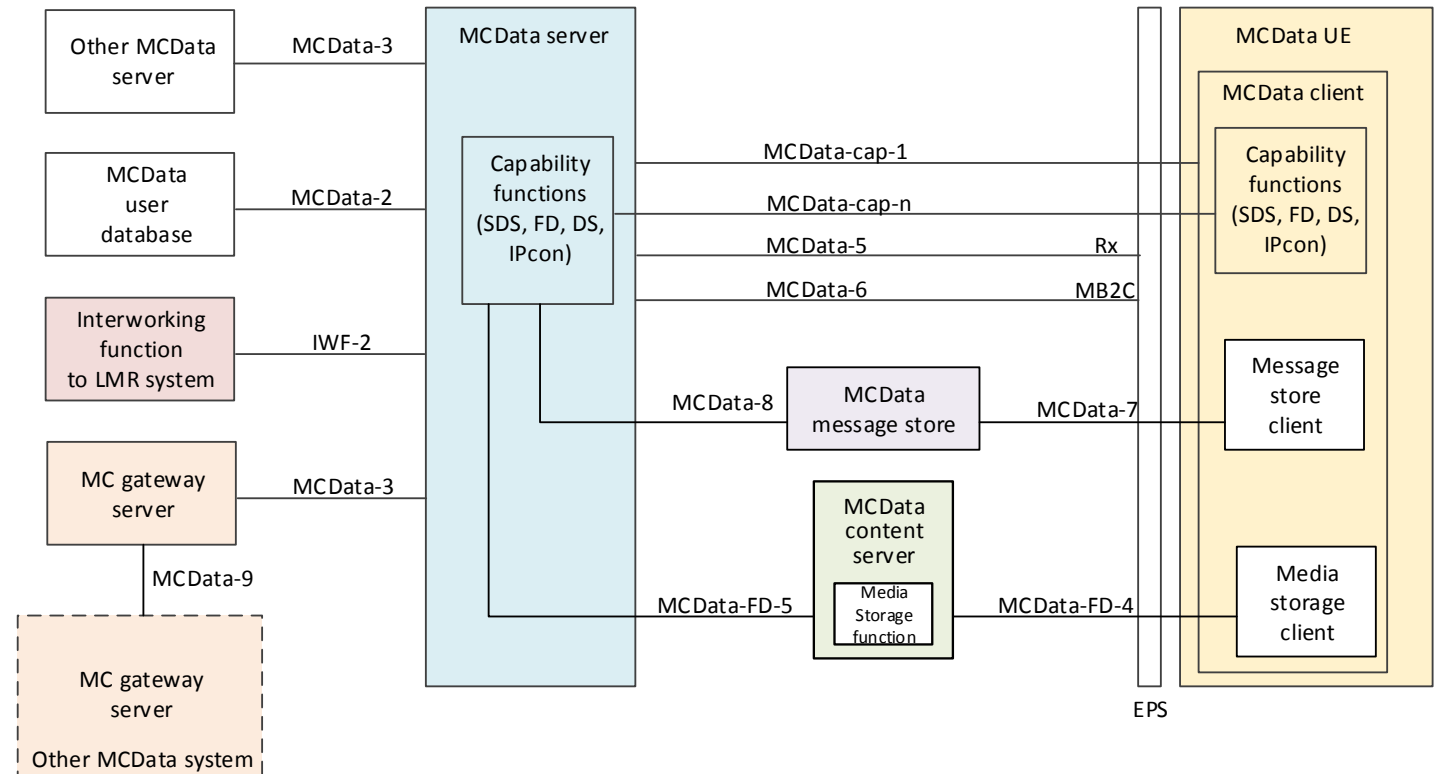 Other MCData
server
MCData-3
MCData server
MCData UE
MCData client
MCData
user
database
MCData-2
Capability
functions
(SDS, FD, DS,
IPcon)
MCData-cap-1
MCData-cap-n
MCData-5
Rx
MCData-6
MB2C
Capability
functions
(SDS, FD, DS,
IPcon)
Interworking
function
to LMR system
IWF-2
MCData-8
MCData
message store
MCData-7
Message
store
client
MC gateway
server
MCData-3
MCData-9
MCData
content
server
Media
Storage
function
MCData-FD-5
MCData-FD-4
Media
storage
client
MC gateway
server
Other MCData system
EPS